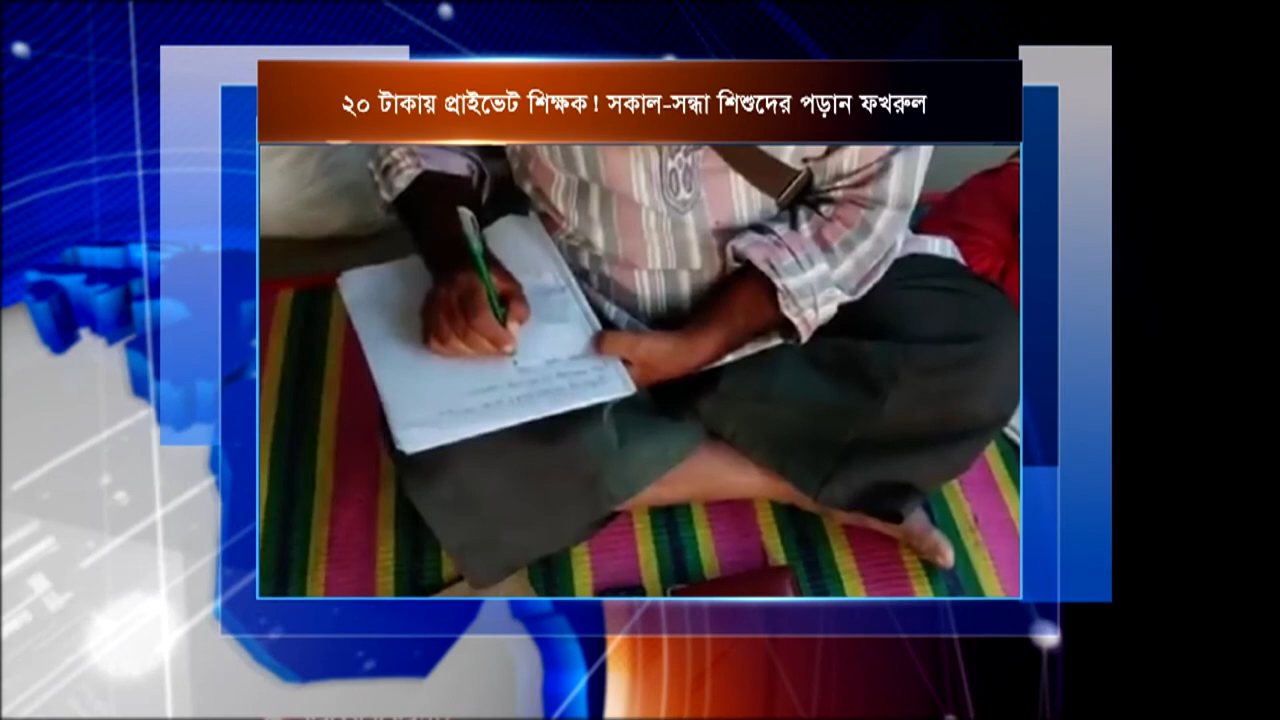 ২০ টাকায় প্রাইভেট শিক্ষক! সকাল-সন্ধা শিশুদের পড়ান ফখরুল